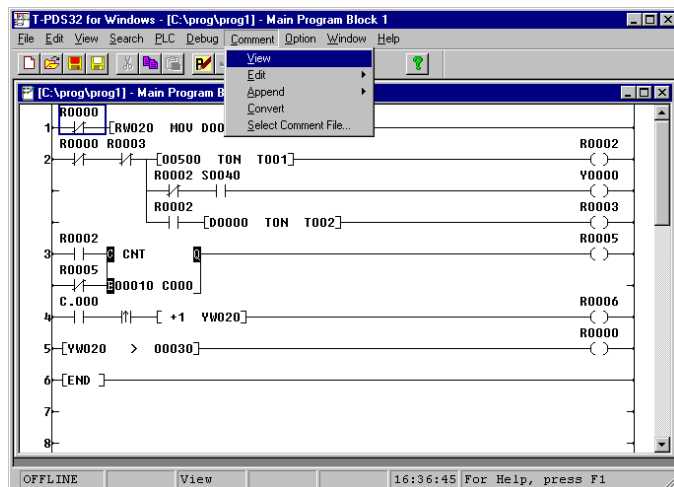 T-PDS32 for Windows - [C:\prog\prog1] - Main Program Block 1
File Edit View Search PLC Debug Comment Option Window Help
View
Edit
Append
Convert
Select Comment File...
[C:\prog\prog1] - Main Program B
R0000
1 [RW020 MOV D00
R0000 R0003 R0002
2 [00500 TON T001]
R0002 S0040 Y0000
R0002 R0003
[D0000 TON T002]
R0002 R0005
3 C CNT Q
R0005
E 00010 C000
C.000 R0006
4 [ +1 YW020]
R0000
5 [YW020 > 00030]
6 [END ]
7
8
OFFLINE View 16:36:45 For Help, press F1